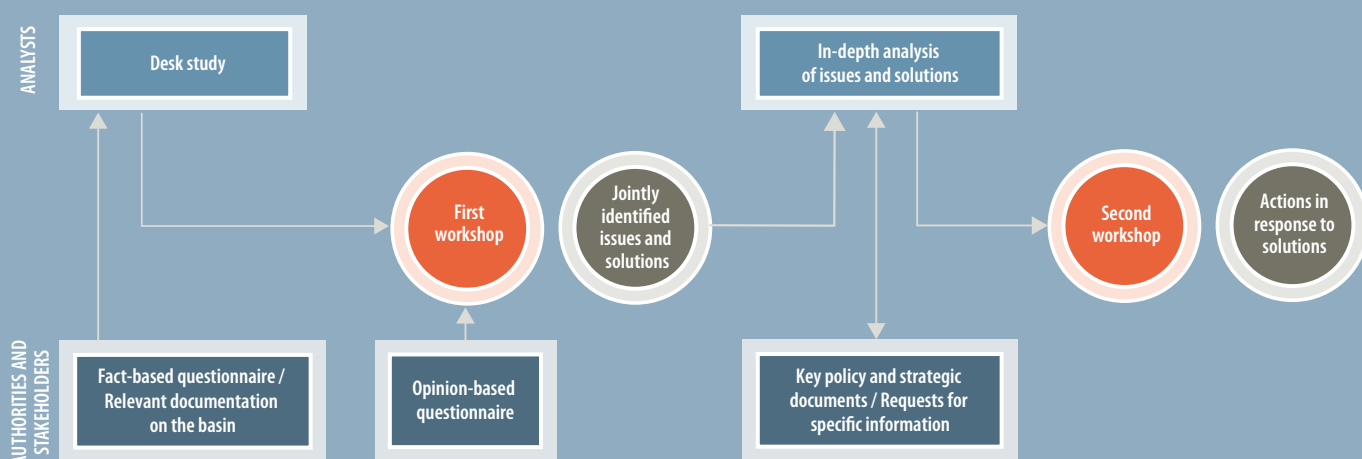 ANALYSTS
Desk study
In-depth analysis
of issues and solutions
First
workshop
Jointly
identified
issues and
solutions
Second
workshop
Actions in
response to
solutions
AUTHORITIES AND
STAKEHOLDERS
Fact-based questionnaire /
Relevant documentation
on the basin
Opinion-based
questionnaire
Key policy and strategic
documents / Requests for
specific information